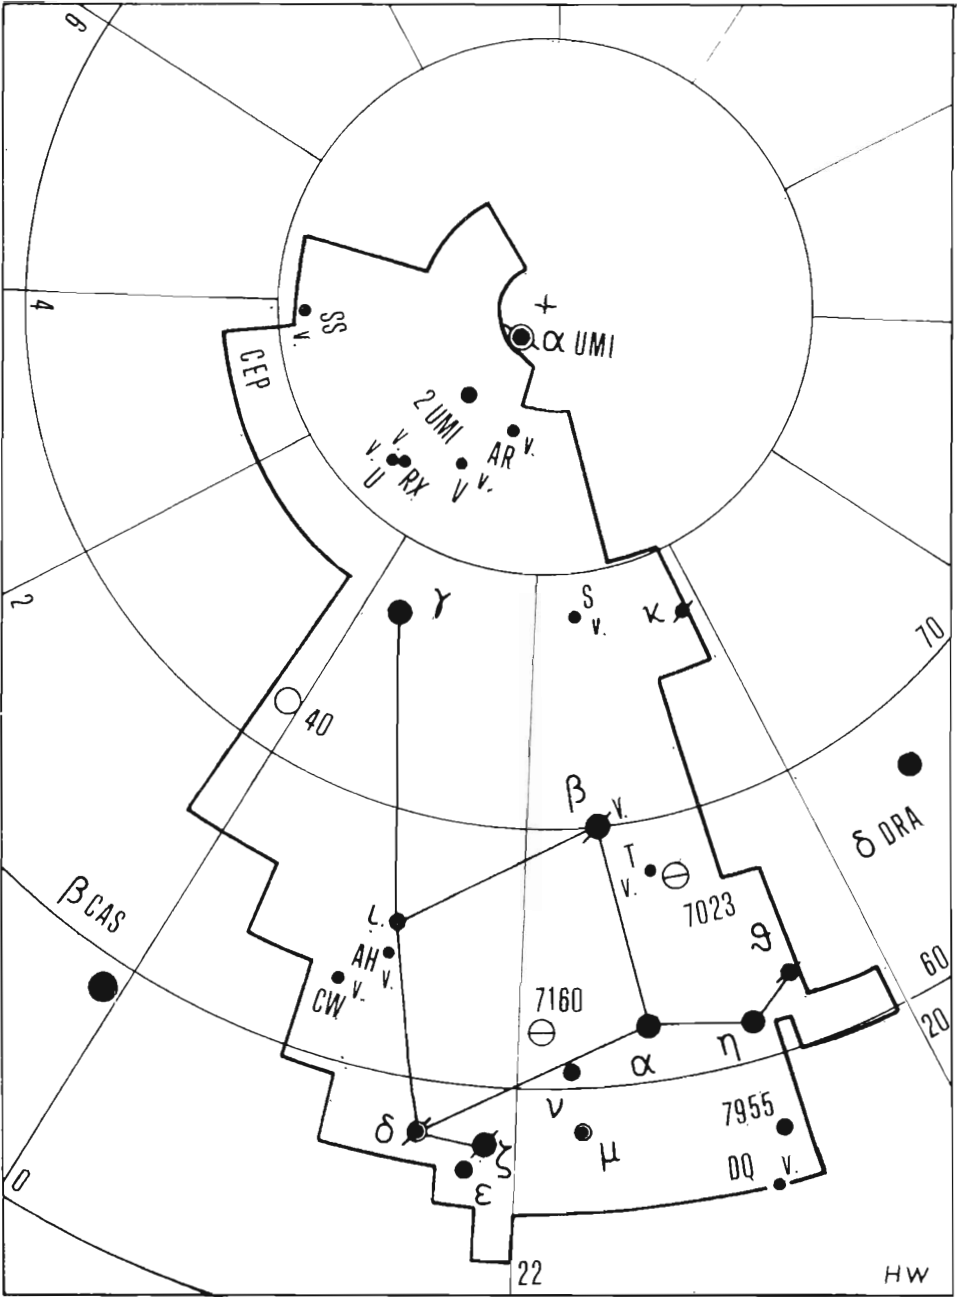 6
4
SS
v.
CEP
+
α UMI
2 UMI
v.
v.
U
RX
V
v.
AR
v.
2
γ
S
v.
κ
70
40
β
v.
T
v.
7023
δ DRA
β CAS
ι.
AH
v.
CW
v.
7160
ϑ
60
20
α
η
ν
δ
ζ
ε
μ
7955
DQ
v.
0
22
HW